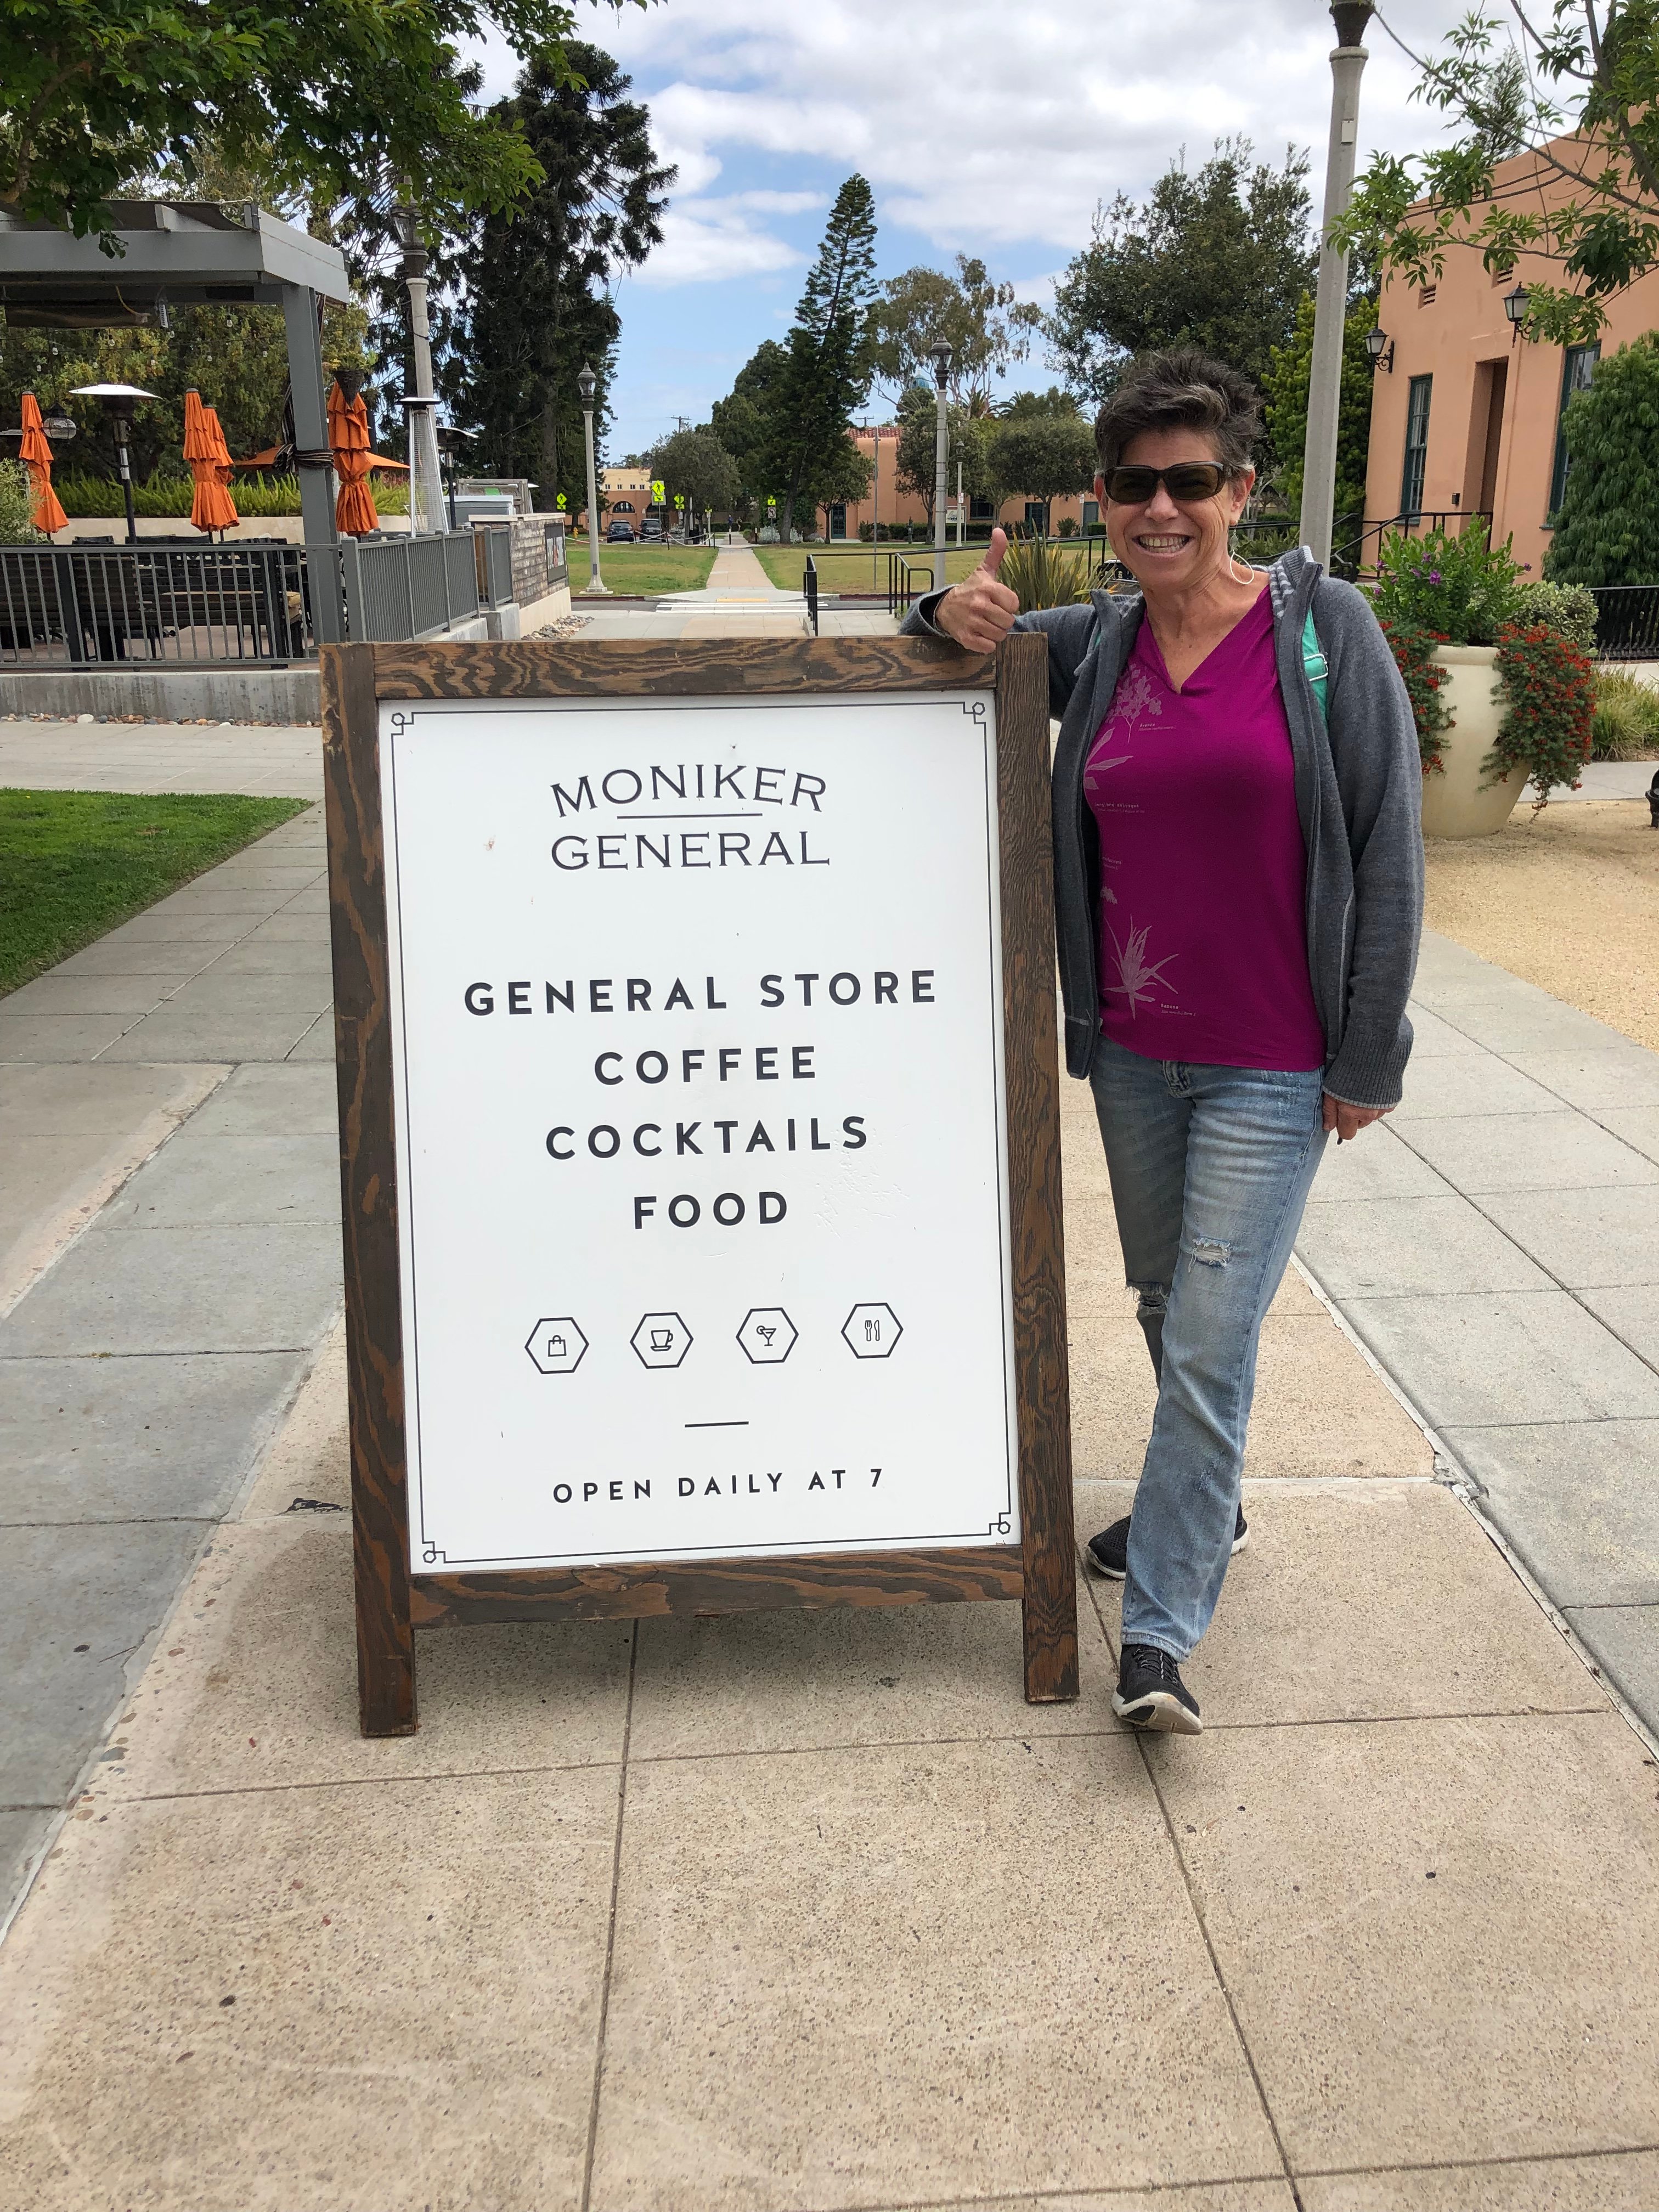 MONIKER
GENERAL
GENERAL STORE
COFFEE
COCKTAILS
FOOD
OPEN DAILY AT 7